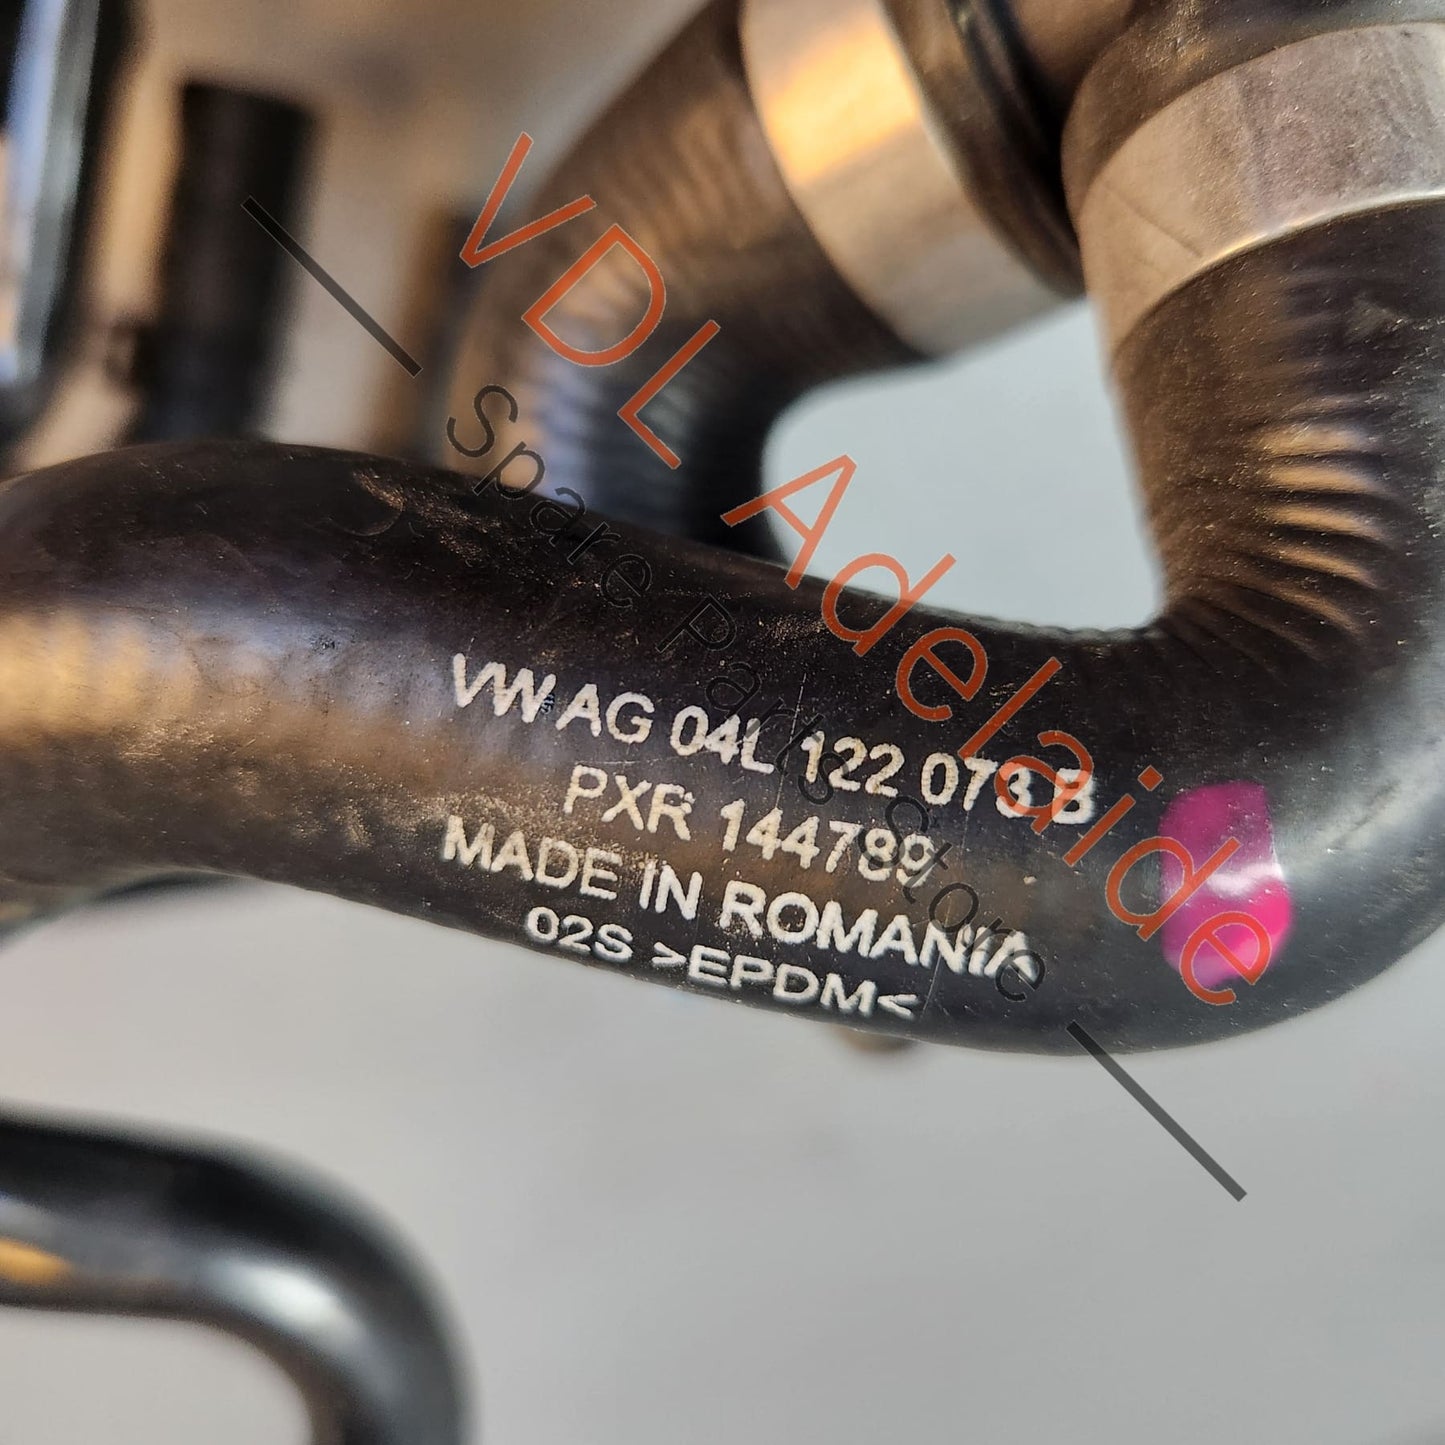 VDL Adelaide
Spare Parts Store
VW AG 04L 122 073 B
PXR 144789
MADE IN ROMANIA
02S >EPDM<